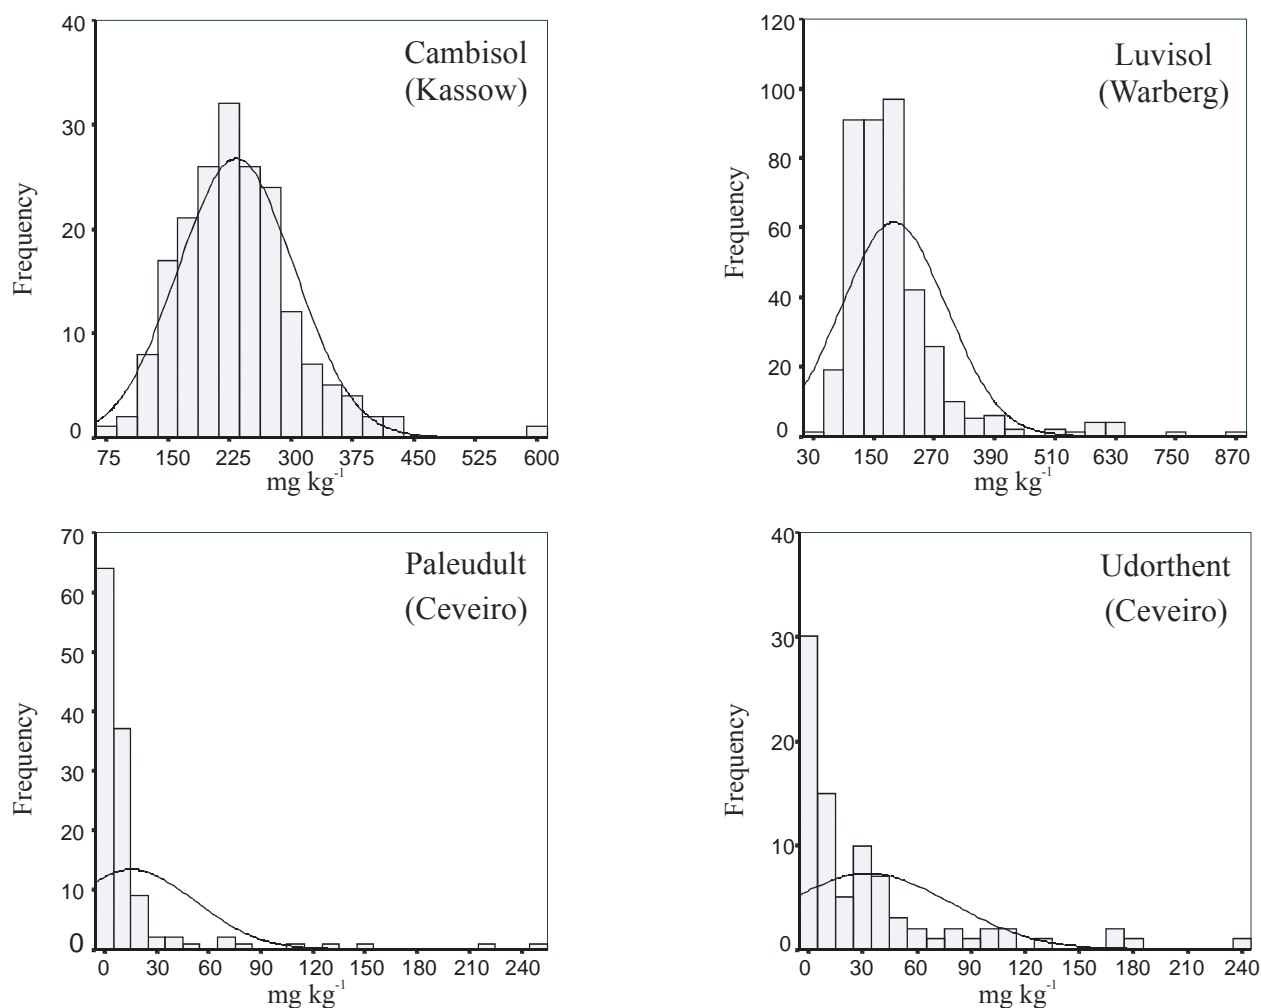 40
30
20
10
0
Frequency
Cambisol
(Kassow)
75 150 225 300 375 450 525 600
mg kg-1
120
100
80
60
40
20
0
Frequency
Luvisol
(Warberg)
30 150 270 390 510 630 750 870
mg kg-1
70
60
50
40
30
20
10
0
Frequency
Paleudult
(Ceveiro)
0 30 60 90 120 150 180 210 240
mg kg-1
40
30
20
10
0
Frequency
Udorthent
(Ceveiro)
0 30 60 90 120 150 180 210 240
mg kg-1